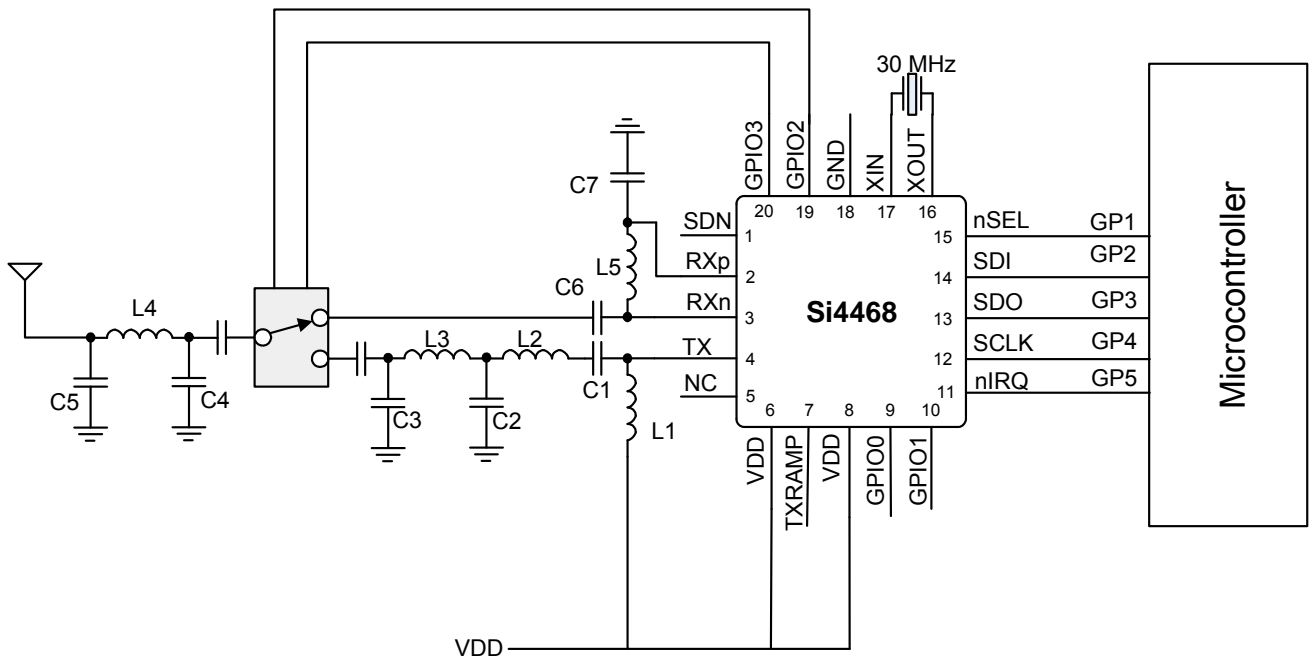 30 MHz
GPIO3
GPIO2
GND
XIN
XOUT
C7
20
19
18
17
16
SDN
1
15
nSEL
GP1
L5
RXp
2
14
SDI
GP2
C6
RXn
3
Si4468
13
SDO
GP3
L4
L3
L2
TX
4
12
SCLK
GP4
C5
C4
C3
C2
C1
L1
NC
5
11
nIRQ
GP5
6
7
8
9
10
VDD
TXRAMP
VDD
GPIO0
GPIO1
Microcontroller
VDD